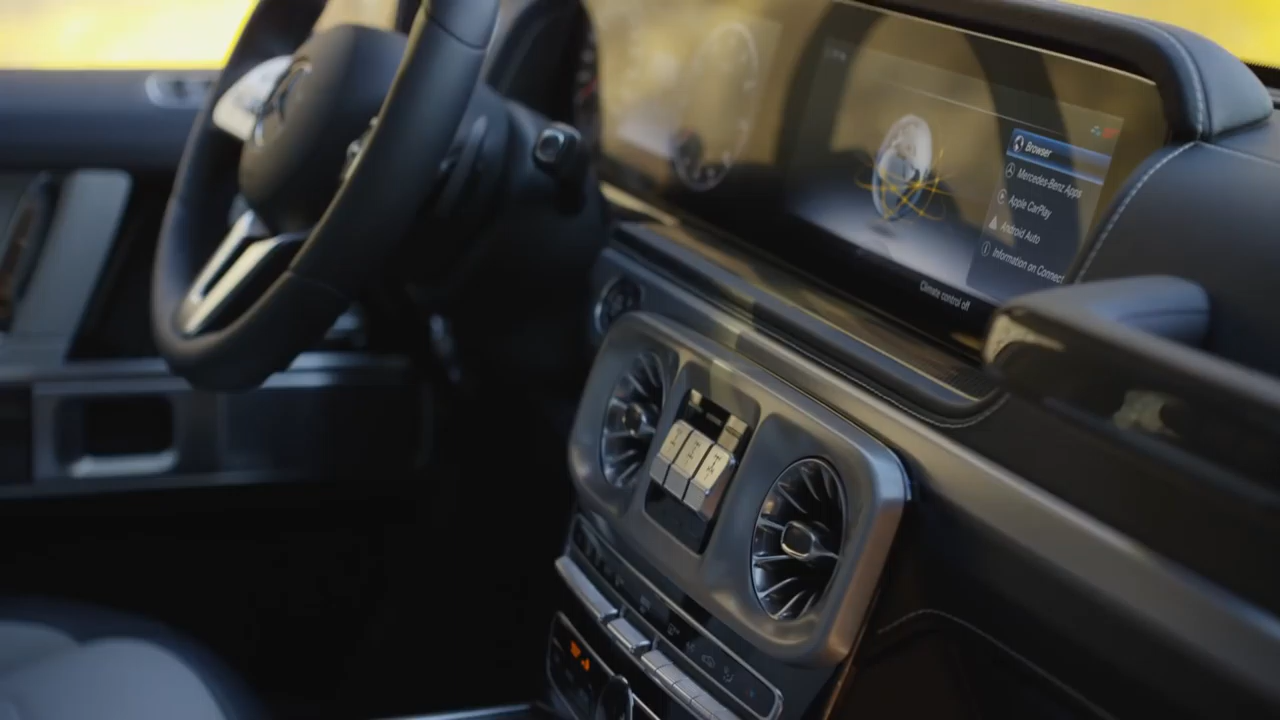 Browser
Mercedes-Benz Apps
Apple CarPlay
Android Auto
Information on Connect
Climate control off